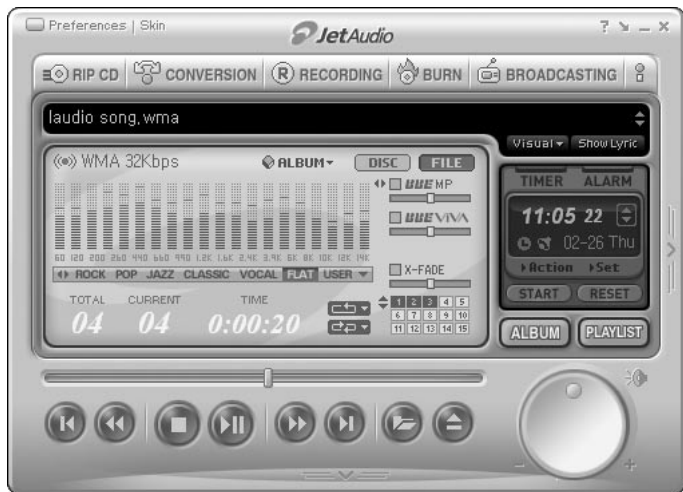 Preferences | Skin
JetAudio
RIP CD CONVERSION R RECORDING BURN BROADCASTING
laudio song.wma
Visual Show Lyric
WMA 32Kbps ALBUM DISC FILE
BBE MP
BBE VIVA
60 120 200 260 440 660 990 1.2K 1.6K 2.4K 3.9K 6K 8K 10K 12K 14K
ROCK POP JAZZ CLASSIC VOCAL FLAT USER
X-FADE
TOTAL CURRENT TIME
04 04 0:00:20
1 2 3 4 5
6 7 8 9 10
11 12 13 14 15
TIMER ALARM
11:05 22
02-26 Thu
Action Set
START RESET
ALBUM PLAYLIST